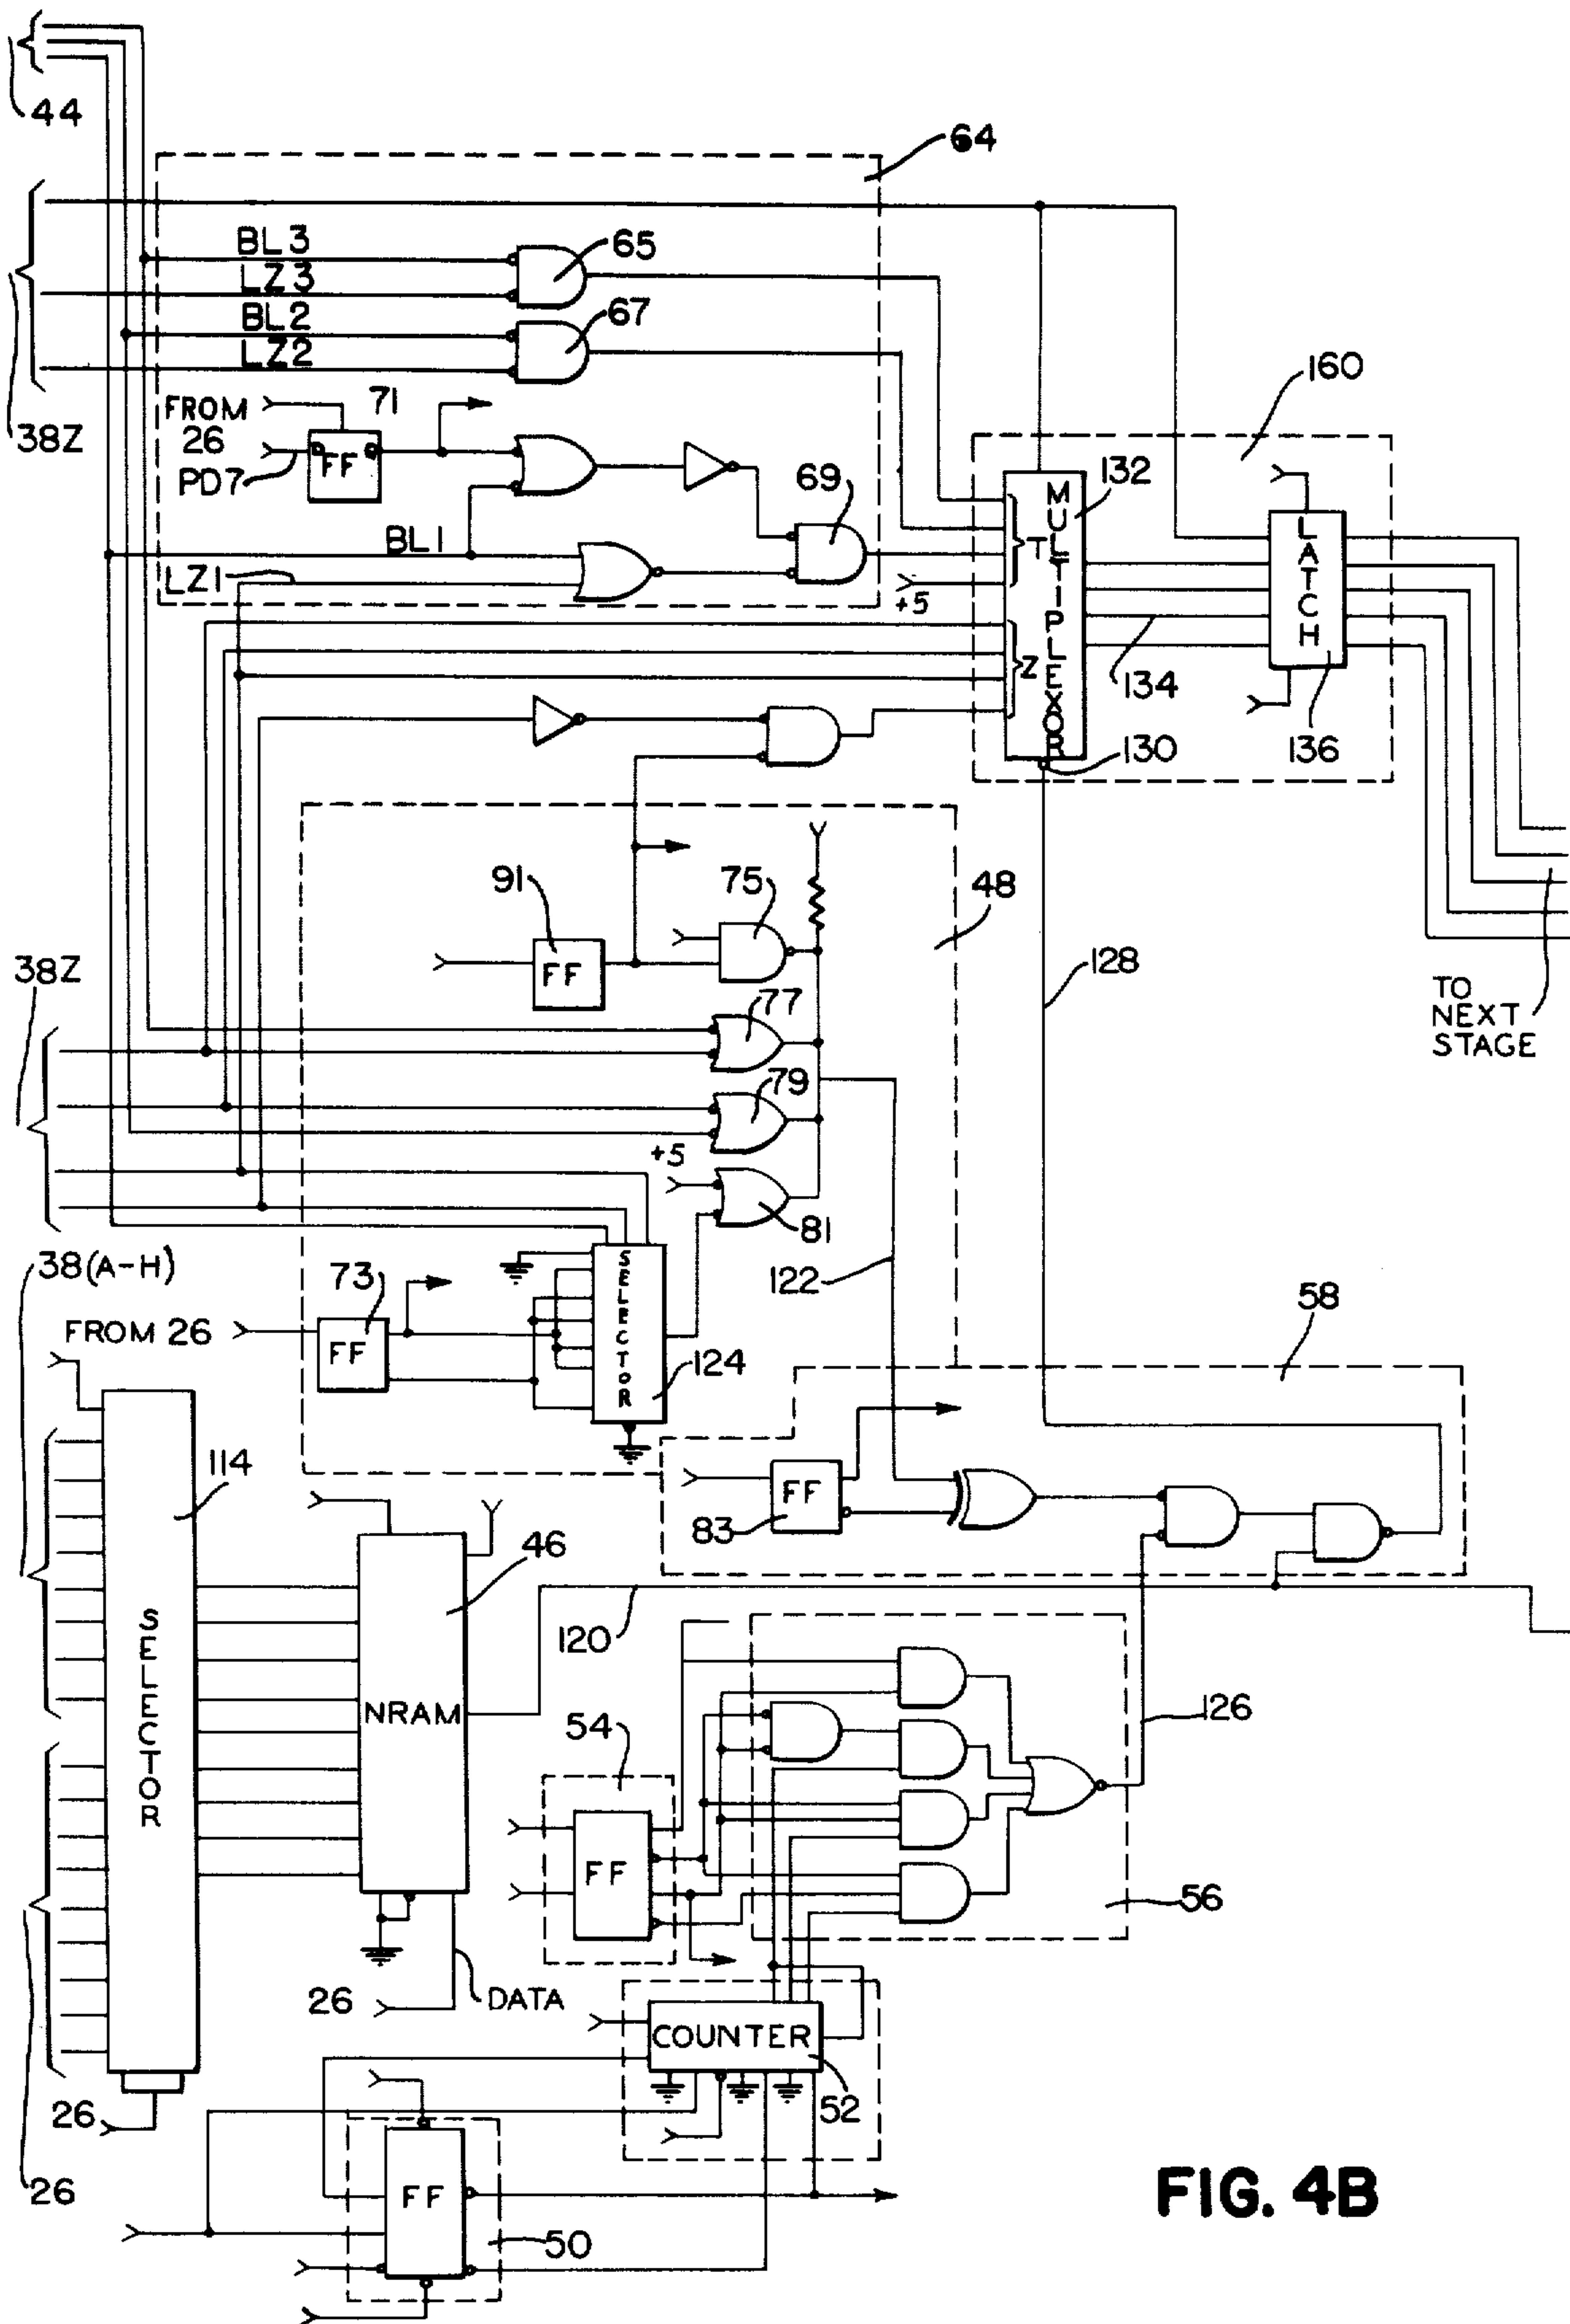 44
64
BL3
65
LZ3
BL2
67
LZ2
38Z
FROM 26
71
PD7
FF
69
BL1
LZ1
+5
T
Z
MULTIPLEXOR
132
160
LATCH
134
136
130
91
FF
75
48
128
TO NEXT STAGE
38Z
77
79
+5
81
38(A-H)
73
FROM 26
FF
SELECTOR
124
122
58
114
SELECTOR
46
NRAM
FF
83
120
126
54
FF
56
26
DATA
COUNTER
52
26
26
FF
50
FIG. 4B